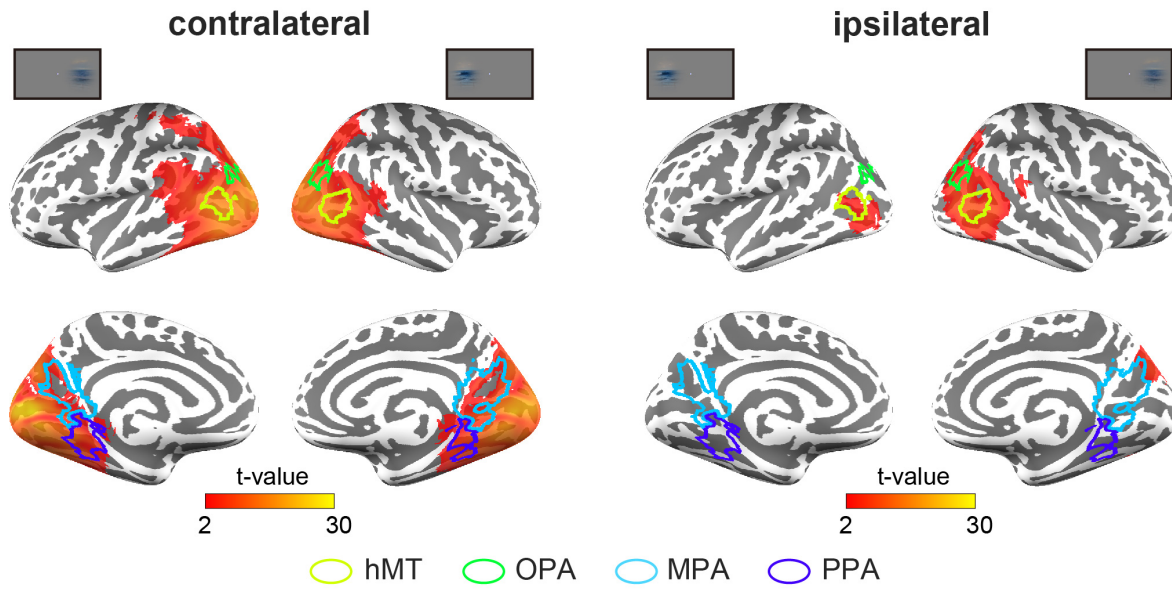 contralateral
ipsilateral
t-value
2 30
t-value
2 30
hMT OPA MPA PPA